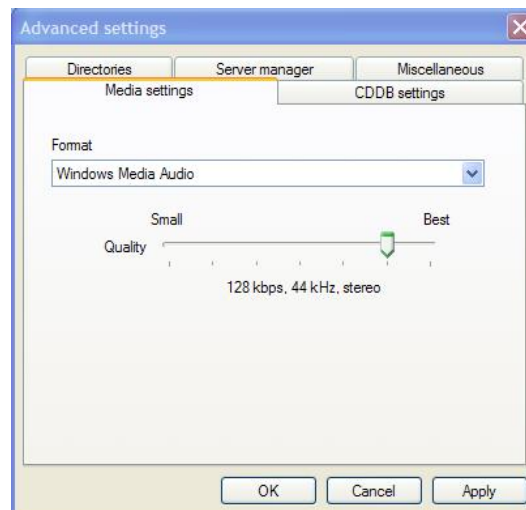 Advanced settings
Directories Server manager Miscellaneous
Media settings CDDB settings
Format
Windows Media Audio
Small Best
Quality
128 kbps, 44 kHz, stereo
OK Cancel Apply